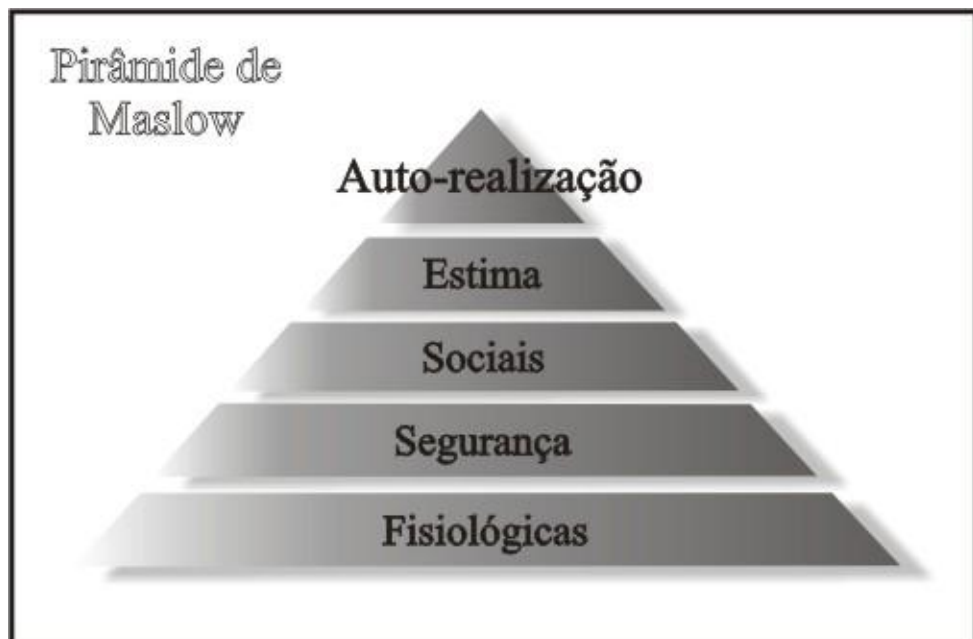 Pirâmide de
Maslow
Auto-realização
Estima
Sociais
Segurança
Fisiológicas